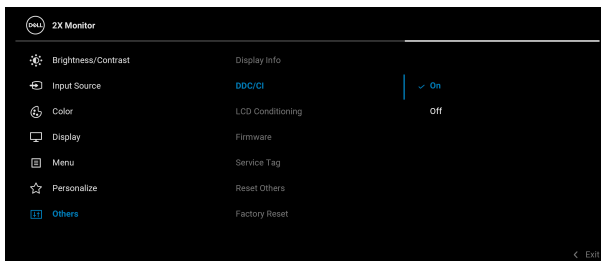 DELL 2X Monitor
Brightness/Contrast Display Info
Input Source DDC/CI ✓ On
Color LCD Conditioning Off
Display Firmware
Menu Service Tag
Personalize Reset Others
Others Factory Reset
< Exit